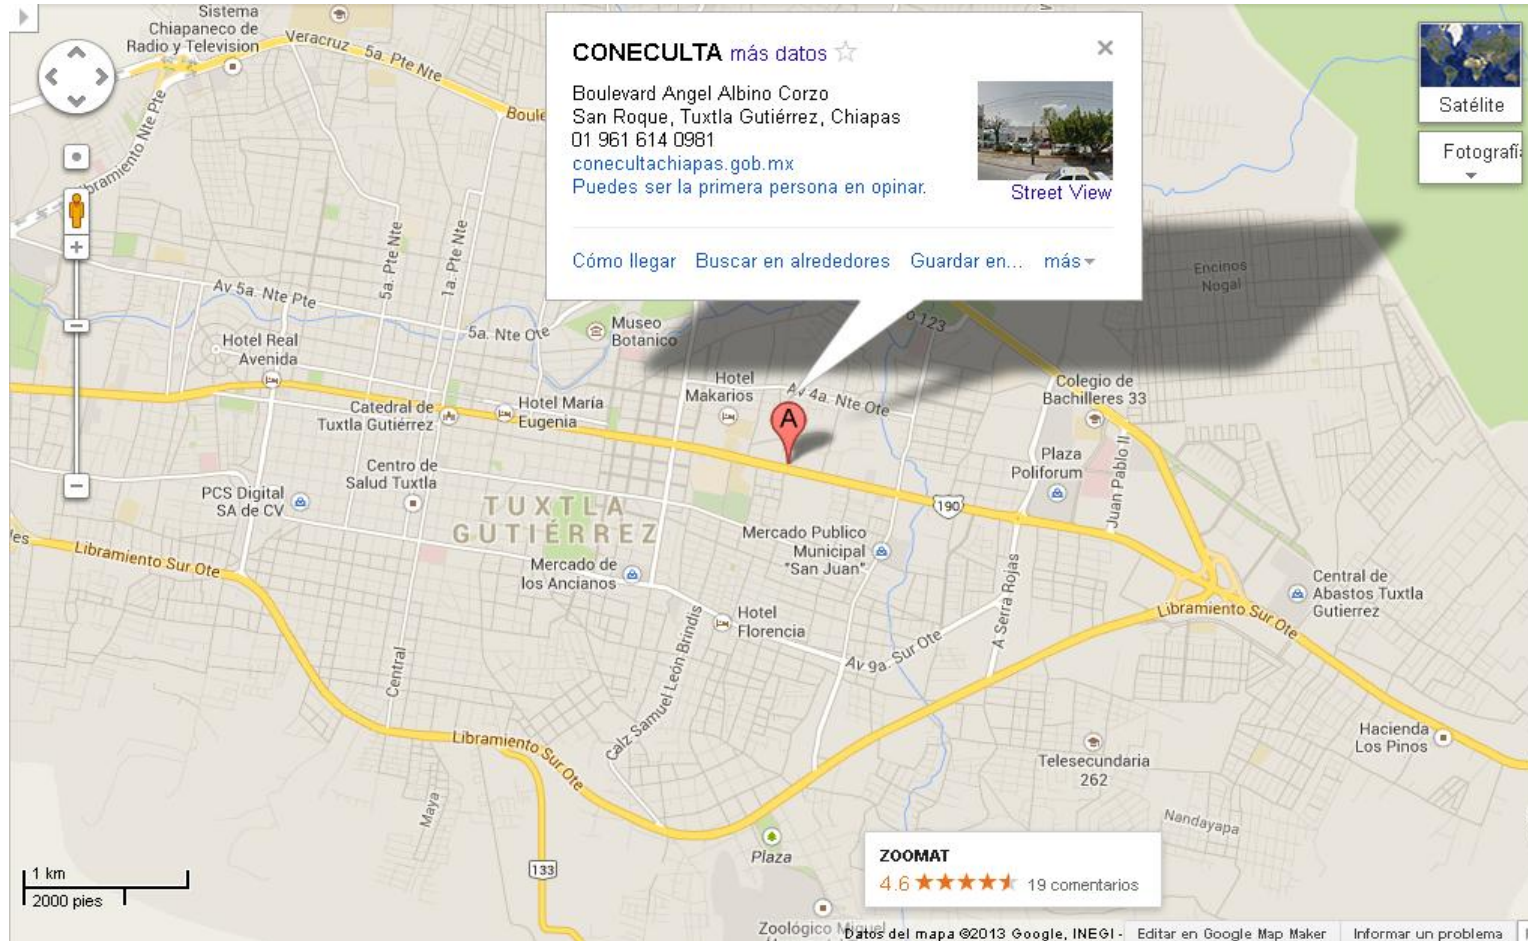 Sistema
Chiapaneco de
Radio y Television
Veracruz
5a. Pte Nte
Libramiento Nte Pte
Boule
CONECULTA más datos
Boulevard Angel Albino Corzo
San Roque, Tuxtla Gutiérrez, Chiapas
01 961 614 0981
conecultachiapas.gob.mx
Puedes ser la primera persona en opinar.
Street View
Cómo llegar Buscar en alrededores Guardar en... más
Satélite
Fotografí
5a. Pte Nte
1a. Pte Nte
Av 5a. Nte Pte
5a. Nte Ote
Museo
Botanico
Encinos
Nogal
o 123
Hotel Real
Avenida
Hotel
Makarios
Av 4a. Nte Ote
Colegio de
Bachilleres 33
Catedral de
Tuxtla Gutiérrez
Hotel María
Eugenia
A
Plaza
Poliforum
Juan Pablo II
Centro de
Salud Tuxtla
PCS Digital
SA de CV
TUXTLA
GUTIÉRREZ
190
Mercado Publico
Municipal
"San Juan"
les
Libramiento Sur Ote
Mercado de
los Ancianos
A Serra Rojas
Central de
Abastos Tuxtla
Gutierrez
Libramiento Sur Ote
Hotel
Florencia
Av 9a. Sur Ote
Central
Calz Samuel León Brindis
Libramiento Sur Ote
Hacienda
Los Pinos
Telesecundaria
262
Maya
Nandayapa
Plaza
133
ZOOMAT
4.6 19 comentarios
1 km
2000 pies
Zoológico Miguel
Datos del mapa ©2013 Google, INEGI - Editar en Google Map Maker Informar un problema